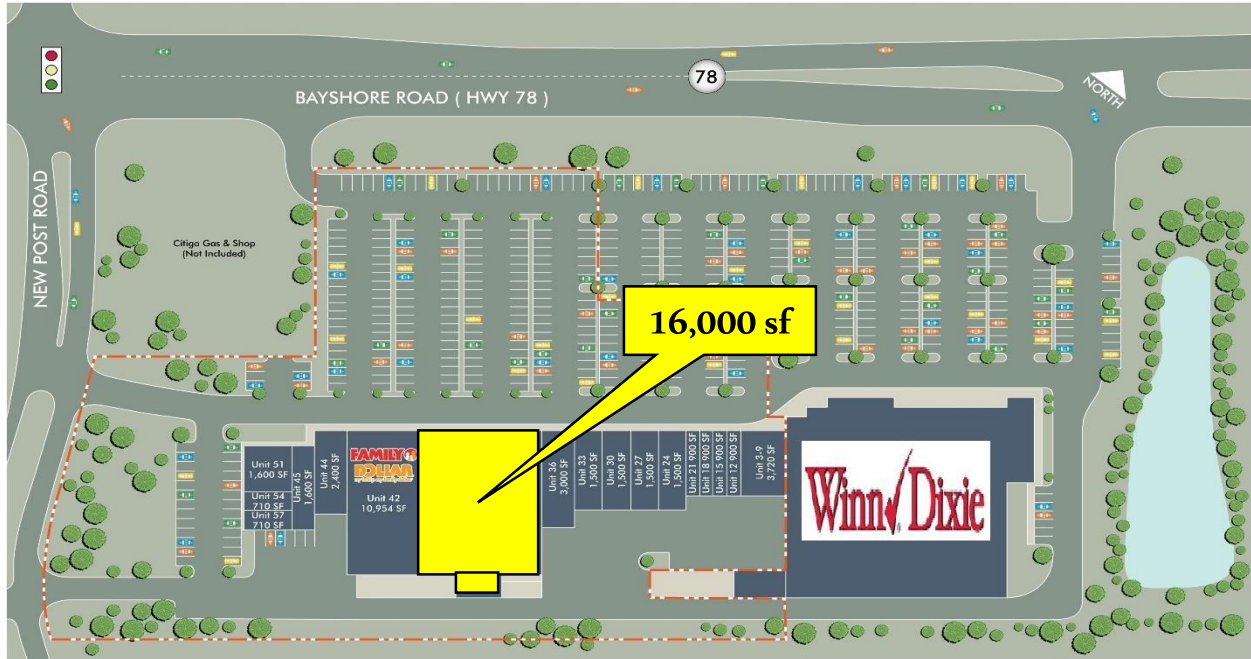 78
BAYSHORE ROAD ( HWY 78 )
NORTH
NEW POST ROAD
Citigo Gas & Shop
(Not Included)
16,000 sf
Unit 51
1,600 SF
Unit 54
710 SF
Unit 57
710 SF
Unit 45
1,600 SF
Unit 44
2,400 SF
FAMILY
DOLLAR
Unit 42
10,954 SF
Unit 36
3,000 SF
Unit 33
1,500 SF
Unit 30
1,500 SF
Unit 27
1,500 SF
Unit 24
1,500 SF
Unit 21 900 SF
Unit 18 900 SF
Unit 15 900 SF
Unit 12 900 SF
Unit 3-9
3,720 SF
Winn Dixie